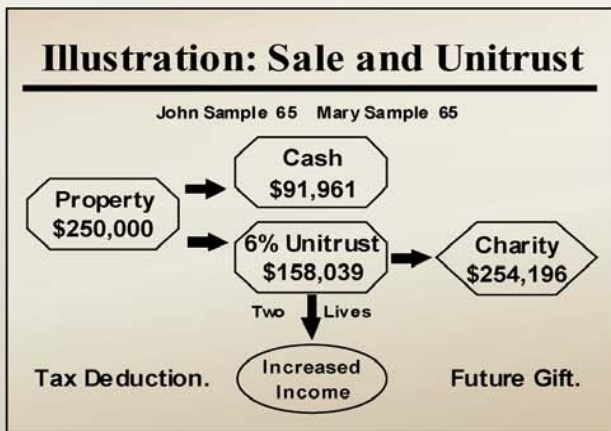 Illustration: Sale and Unitrust
John Sample 65 Mary Sample 65
Cash
$91,961
Property
$250,000
6% Unitrust
$158,039
Charity
$254,196
Two Lives
Increased
Income
Tax Deduction.
Future Gift.